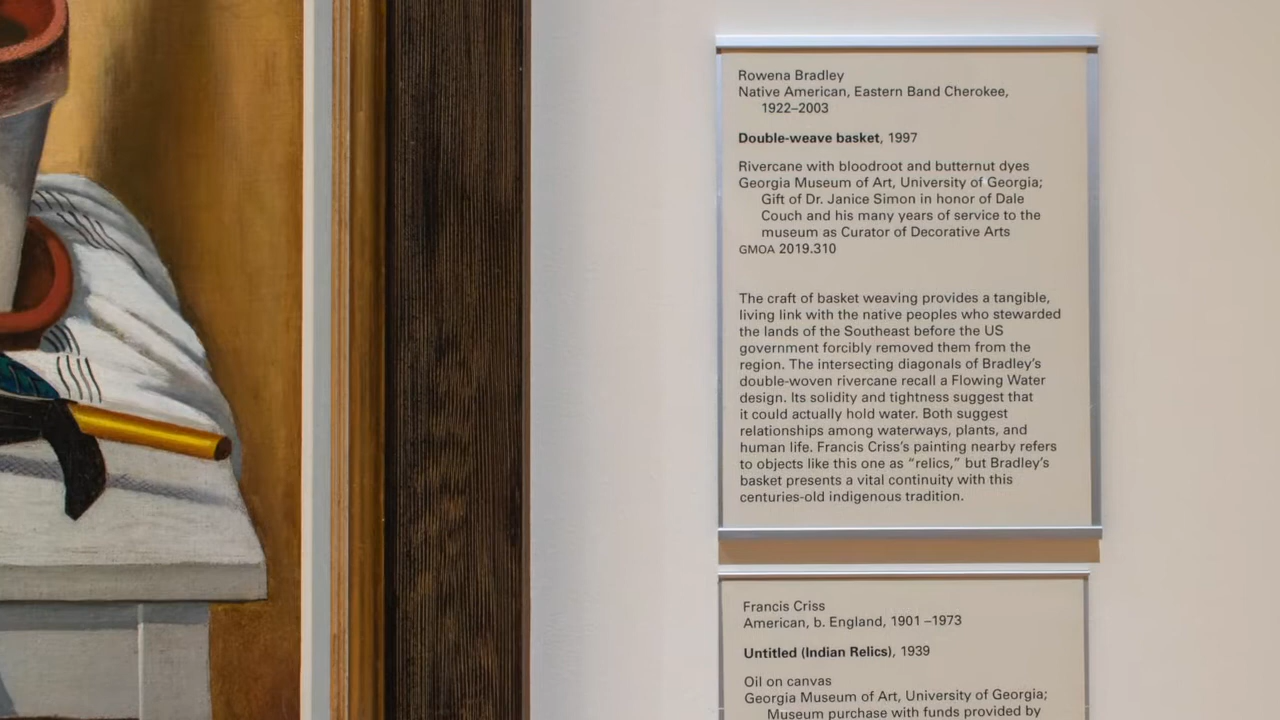 Rowena Bradley
Native American, Eastern Band Cherokee,
1922–2003
Double-weave basket, 1997
Rivercane with bloodroot and butternut dyes
Georgia Museum of Art, University of Georgia;
Gift of Dr. Janice Simon in honor of Dale
Couch and his many years of service to the
museum as Curator of Decorative Arts
GMOA 2019.310
The craft of basket weaving provides a tangible,
living link with the native peoples who stewarded
the lands of the Southeast before the US
government forcibly removed them from the
region. The intersecting diagonals of Bradley's
double-woven rivercane recall a Flowing Water
design. Its solidity and tightness suggest that
it could actually hold water. Both suggest
relationships among waterways, plants, and
human life. Francis Criss's painting nearby refers
to objects like this one as “relics,” but Bradley's
basket presents a vital continuity with this
centuries-old indigenous tradition.
Francis Criss
American, b. England, 1901 –1973
Untitled (Indian Relics), 1939
Oil on canvas
Georgia Museum of Art, University of Georgia;
Museum purchase with funds provided by